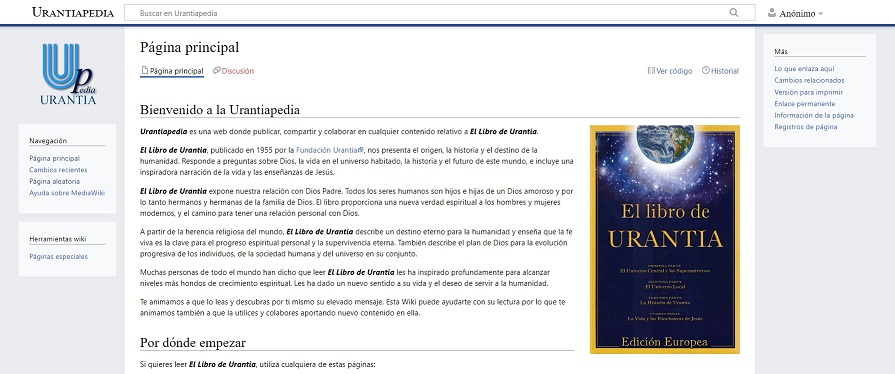 URANTIAPEDIA
Buscar en Urantiapedia
Anónimo
Up
edia
URANTIA
Navegación
Página principal
Cambios recientes
Página aleatoria
Ayuda sobre MediaWiki
Herramientas wiki
Páginas especiales
Página principal
Página principal
Discusión
Ver código
Historial
Bienvenido a la Urantiapedia
Urantiapedia es una web donde publicar, compartir y colaborar en cualquier contenido relativo a El Libro de Urantia.
El Libro de Urantia, publicado en 1955 por la Fundación Urantia, nos presenta el origen, la historia y el destino de la
humanidad. Responde a preguntas sobre Dios, la vida en el universo habitado, la historia y el futuro de este mundo, e incluye una
inspiradora narración de la vida y las enseñanzas de Jesús.
El Libro de Urantia expone nuestra relación con Dios Padre. Todos los seres humanos son hijos e hijas de un Dios amoroso y por
lo tanto hermanos y hermanas de la familia de Dios. El libro proporciona una nueva verdad espiritual a los hombres y mujeres
modernos, y el camino para tener una relación personal con Dios.
A partir de la herencia religiosa del mundo, El Libro de Urantia describe un destino eterno para la humanidad y enseña que la fe
viva es la clave para el progreso espiritual personal y la supervivencia eterna. También describe el plan de Dios para la evolución
progresiva de los individuos, de la sociedad humana y del universo en su conjunto.
Muchas personas de todo el mundo han dicho que leer El Libro de Urantia les ha inspirado profundamente para alcanzar
niveles más hondos de crecimiento espiritual. Les ha dado un nuevo sentido a su vida y el deseo de servir a la humanidad.
Te animamos a que lo leas y descubras por ti mismo su elevado mensaje. Esta Wiki puede ayudarte con su lectura por lo que te
animamos también a que la utilices y colabores aportando nuevo contenido en ella.
El libro de
URANTIA
PRIMERA PARTE
El Universo Central y los Superuniversos
SEGUNDA PARTE
El Universo Local
TERCERA PARTE
La Historia de Urantia
CUARTA PARTE
La Vida y las Enseñanzas de Jesús
Edición Europea
Por dónde empezar
Si quieres leer El Libro de Urantia, utiliza cualquiera de estas páginas:
Más
Lo que enlaza aquí
Cambios relacionados
Versión para imprimir
Enlace permanente
Información de la página
Registros de página